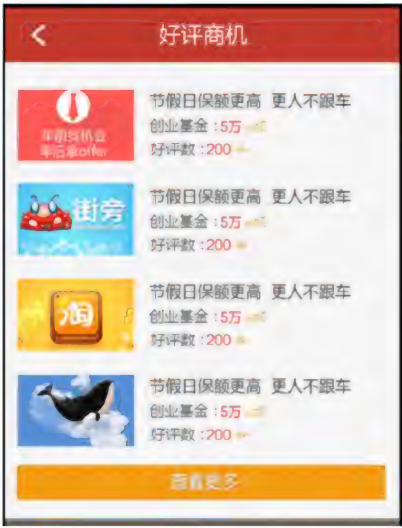 好评商机
年前找机会
年后拿offer
节假日保额更高 更人不跟车
创业基金：5万
好评数：200
街旁
节假日保额更高 更人不跟车
创业基金：5万
好评数：200
淘
节假日保额更高 更人不跟车
创业基金：5万
好评数：200
节假日保额更高 更人不跟车
创业基金：5万
好评数：200
查看更多